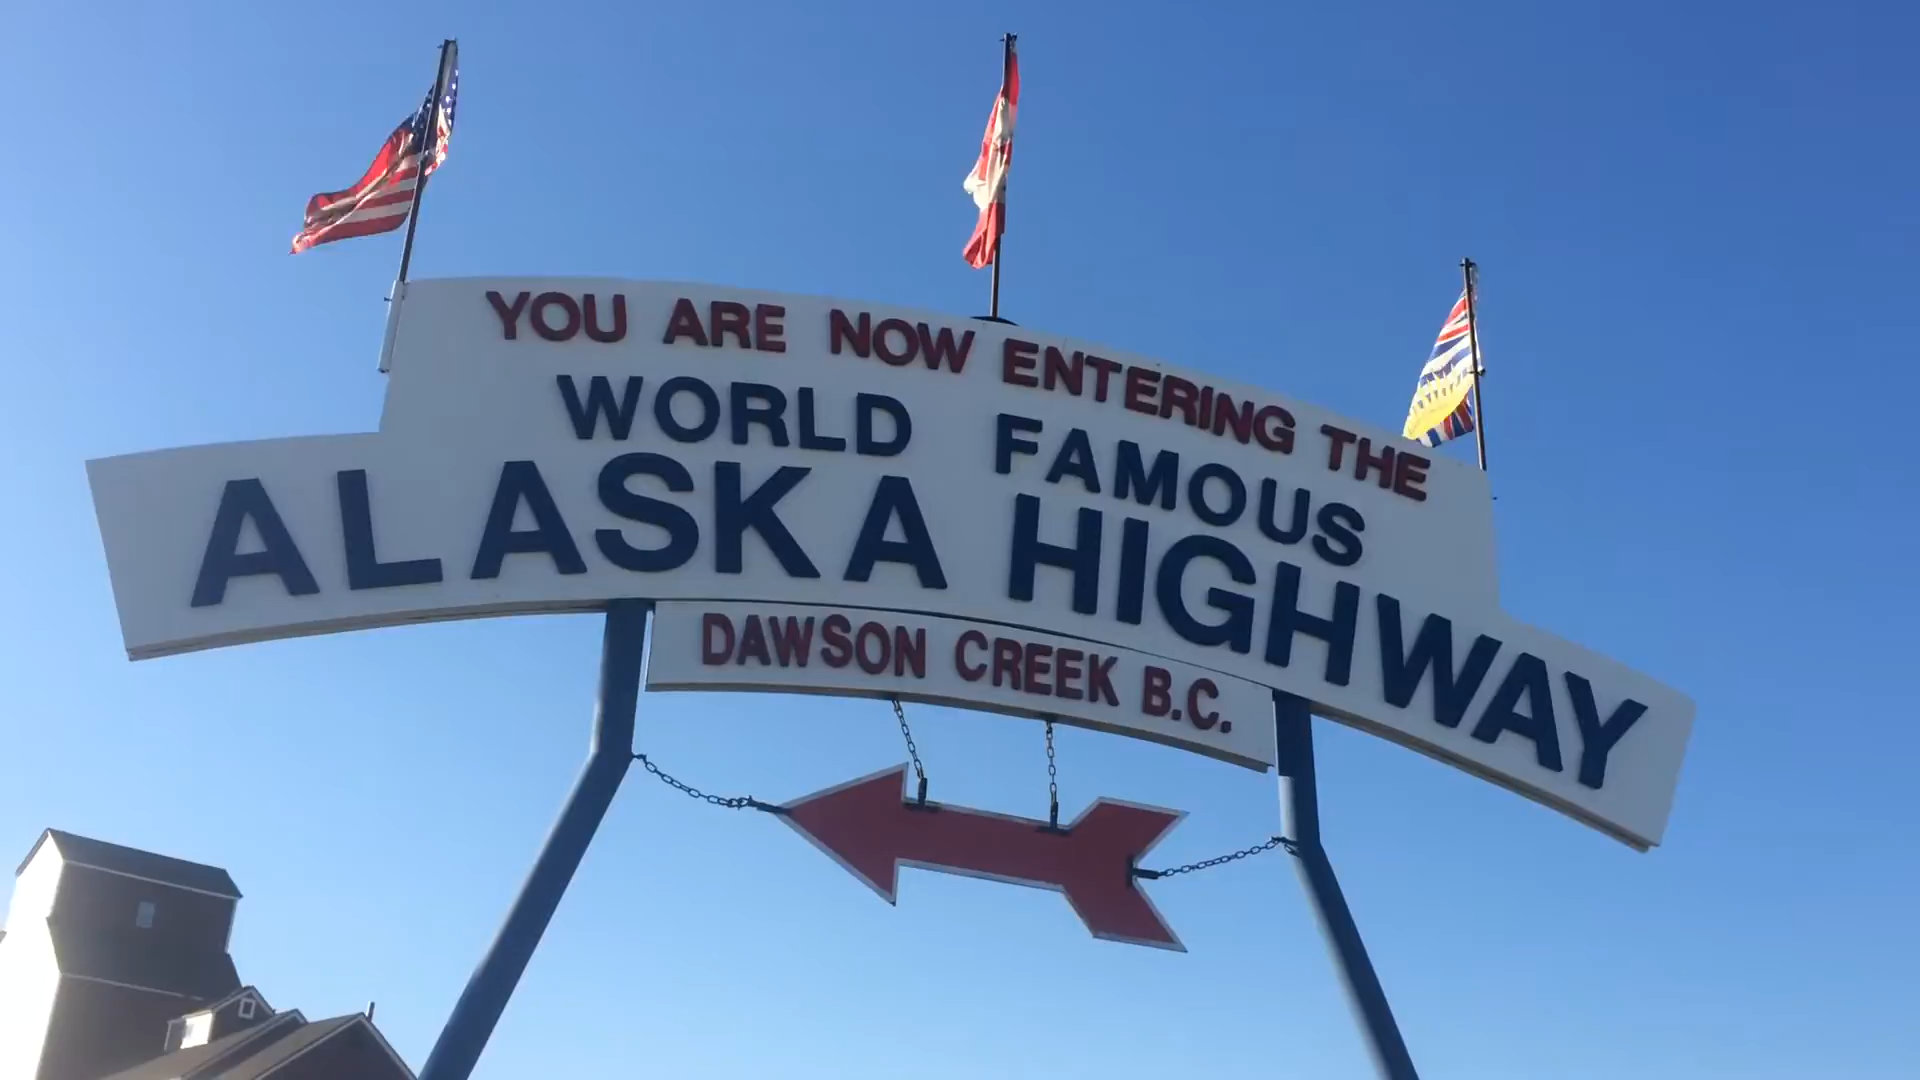 YOU ARE NOW ENTERING THE
WORLD FAMOUS
ALASKA HIGHWAY
DAWSON CREEK B.C.